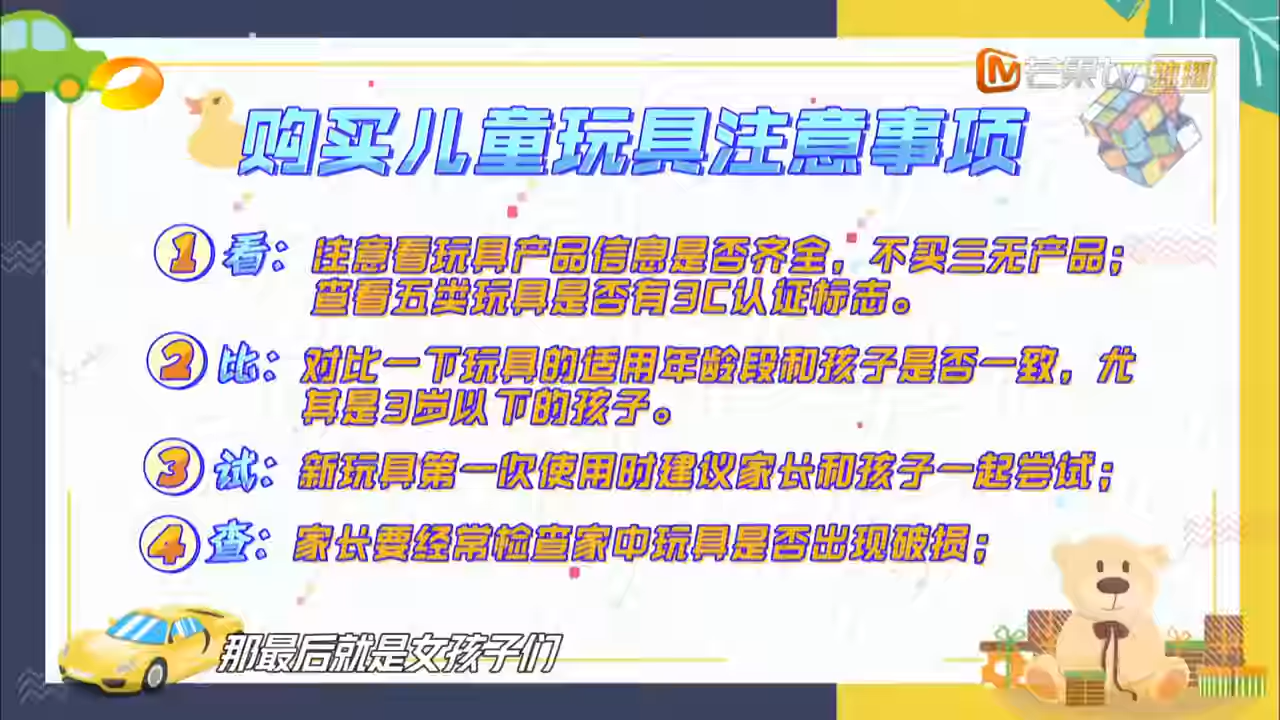 芒果tv 独播
购买儿童玩具注意事项
1 看：注意看玩具产品信息是否齐全，不买三无产品；
查看五类玩具是否有3C认证标志。
2 比：对比一下玩具的适用年龄段和孩子是否一致，尤
其是3岁以下的孩子。
3 试：新玩具第一次使用时建议家长和孩子一起尝试；
4 查：家长要经常检查家中玩具是否出现破损；
那最后就是女孩子们